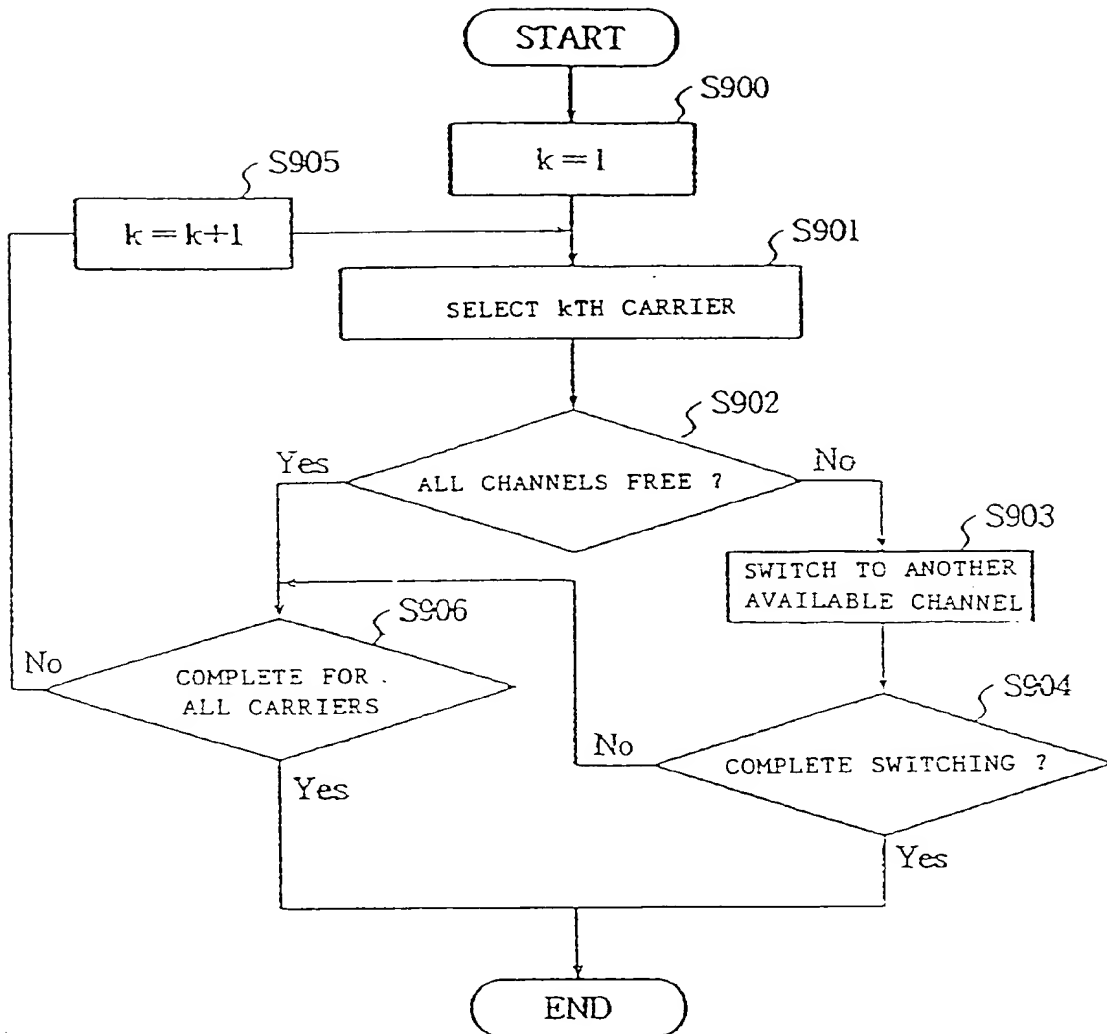 START
S900
k=1
S905
k=k+1
S901
SELECT kTH CARRIER
S902
Yes
ALL CHANNELS FREE ?
No
S903
SWITCH TO ANOTHER
AVAILABLE CHANNEL
S906
No
COMPLETE FOR
ALL CARRIERS
S904
No
COMPLETE SWITCHING ?
Yes
Yes
END